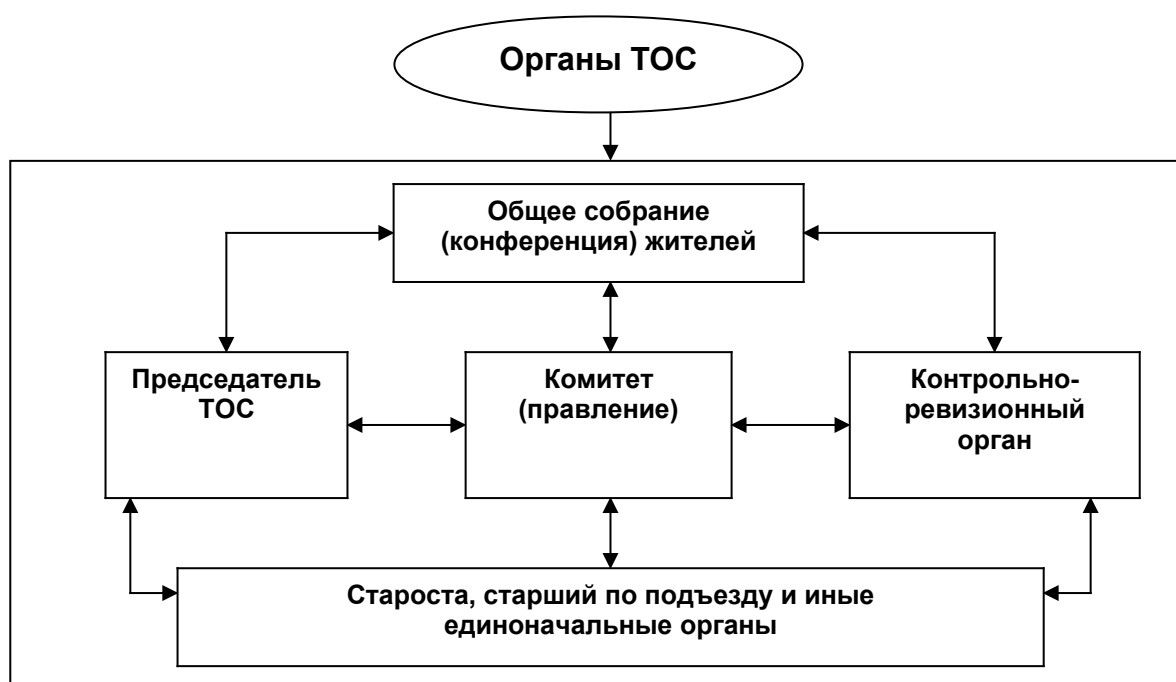 Органы ТОС
Общее собрание
(конференция) жителей
Председатель
ТОС
Комитет
(правление)
Контрольно-
ревизионный
орган
Староста, старший по подъезду и иные
единоначальные органы